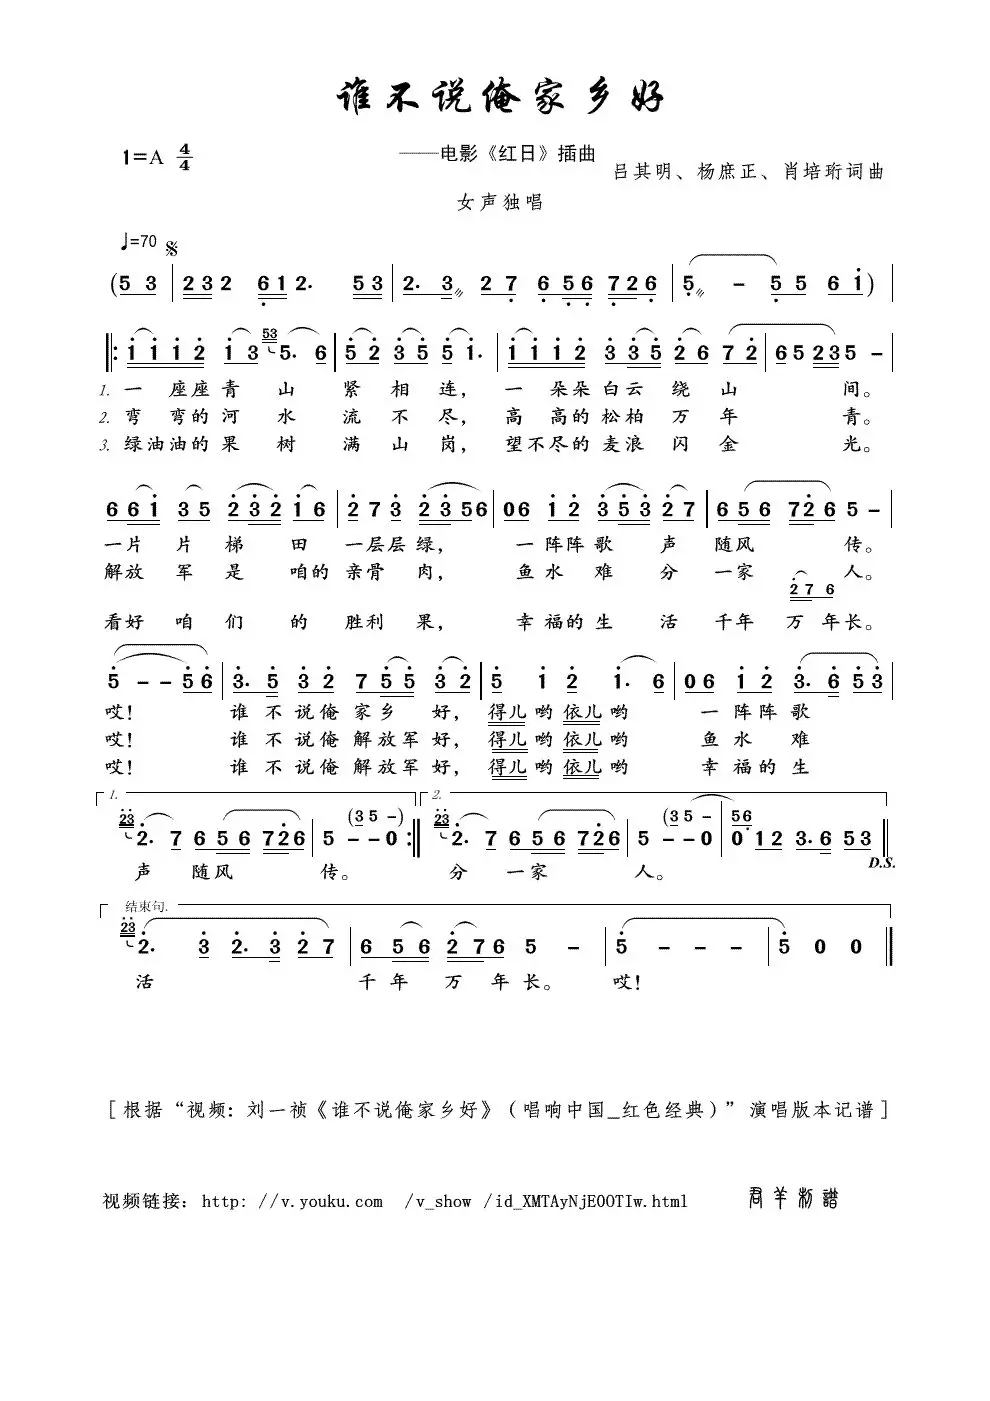 谁不说俺家乡好
1=A 4/4
——电影《红日》插曲
吕其明、杨庶正、肖培珩词曲
女声独唱
♩=70
(5 3 | 2 3 2 6 1 2. 5 3 | 2. 3 2 7 6 5 6 7 2 6 | 5 - 5 5 6 1) |
|: 1 1 1 2 1 3 53 5. 6 | 5 2 3 5 5 1. | 1 1 1 2 3 3 5 2 6 7 2 | 6 5 2 3 5 - |
1. 一 座座 青 山 紧 相 连， 一 朵朵 白云 绕 山 间。
2. 弯 弯的 河 水 流 不 尽， 高 高的 松柏 万 年 青。
3. 绿油油的 果 树 满 山 岗， 望不尽的 麦浪 闪 金 光。
6 6 1 3 5 2 3 2 1 6 | 2 7 3 2 3 5 6 | 0 6 1 2 3 5 3 2 7 | 6 5 6 7 2 6 5 - |
一片 片 梯 田 一层层 绿， 一 阵阵 歌 声 随风 传。
解放 军 是 咱的 亲骨 肉， 鱼水 难 分 一家 人。
2 7 6
看好 咱 们 的 胜利 果， 幸福的 生 活 千年 万 年长。
5 - - 5 6 | 3. 5 3 2 7 5 5 3 2 | 5 1 2 1. 6 | 0 6 1 2 3. 6 5 3 |
哎！ 谁 不 说俺 家乡 好， 得儿 哟 依儿 哟 一 阵阵 歌
哎！ 谁 不 说俺 解放军 好， 得儿 哟 依儿 哟 鱼水 难
哎！ 谁 不 说俺 解放军 好， 得儿 哟 依儿 哟 幸福的 生
1. (3 5 -) 2. (3 5 - | 5 6
23 2. 7 6 5 6 7 2 6 | 5 - - 0 :| 23 2. 7 6 5 6 7 2 6 | 5 - - 0 | 0 1 2 3. 6 5 3 ||
D.S.
声 随风 传。 分 一家 人。
结束句.
23 2. 3 2. 3 2 7 | 6 5 6 2 7 6 5 - | 5 - - - | 5 0 0 ||
活 千年 万 年长。 哎！
[根据“视频：刘一祯《谁不说俺家乡好》（唱响中国_红色经典）”演唱版本记谱]
视频链接：http: //v.youku.com /v_show /id_XMTAyNjE0OTIw.html 君羊制谱